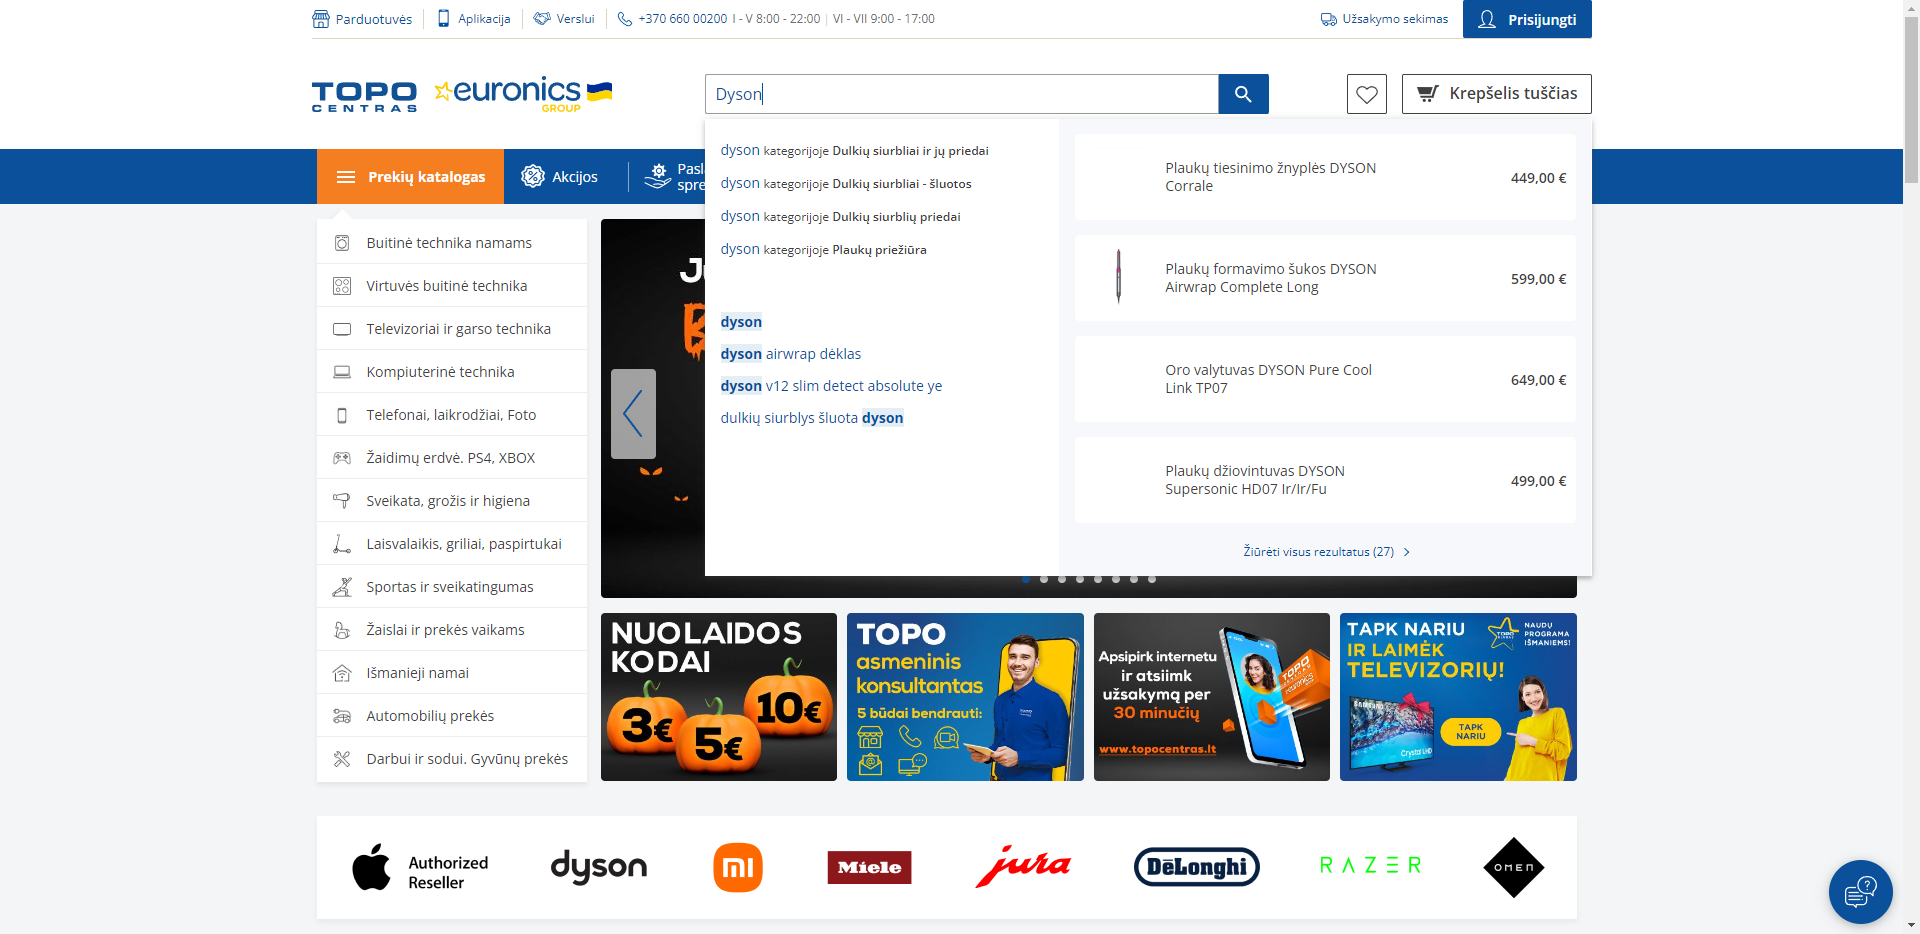 Parduotuvės
Aplikacija
Verslui
+370 660 00200 I - V 8:00 - 22:00 | VI - VII 9:00 - 17:00
Užsakymo sekimas
Prisijungti
TOPO CENTRAS
euronics GROUP
Dyson
Krepšelis tuščias
Prekių katalogas
Akcijos
dyson kategorijoje Dulkių siurbliai ir jų priedai
dyson kategorijoje Dulkių siurbliai - šluotos
dyson kategorijoje Dulkių siurblių priedai
dyson kategorijoje Plaukų priežiūra
dyson
dyson airwrap dėklas
dyson v12 slim detect absolute ye
dulkių siurblys šluota dyson
Plaukų tiesinimo žnyplės DYSON
Corrale
449,00 €
Plaukų formavimo šukos DYSON
Airwrap Complete Long
599,00 €
Oro valytuvas DYSON Pure Cool
Link TP07
649,00 €
Plaukų džiovintuvas DYSON
Supersonic HD07 Ir/Ir/Fu
499,00 €
Žiūrėti visus rezultatus (27)
Buitinė technika namams
Virtuvės buitinė technika
Televizoriai ir garso technika
Kompiuterinė technika
Telefonai, laikrodžiai, Foto
Žaidimų erdvė. PS4, XBOX
Sveikata, grožis ir higiena
Laisvalaikis, griliai, paspirtukai
Sportas ir sveikatingumas
Žaislai ir prekės vaikams
Išmanieji namai
Automobilių prekės
Darbui ir sodui. Gyvūnų prekės
NUOLAIDOS
KODAI
3€
5€
10€
TOPO
asmeninis
konsultantas
5 būdai bendrauti:
Apsipirk internetu
ir atsiimk
užsakymą per
30 minučių
www.topocentras.lt
TAPK NARIU
IR LAIMĖK
TELEVIZORIŲ!
NAUDŲ
PROGRAMA
IŠMANIEMS!
SAMSUNG
Crystal UHD
TAPK
NARIU
Authorized
Reseller
dyson
mi
Miele
jura
DeLonghi
RAZER
OMEN